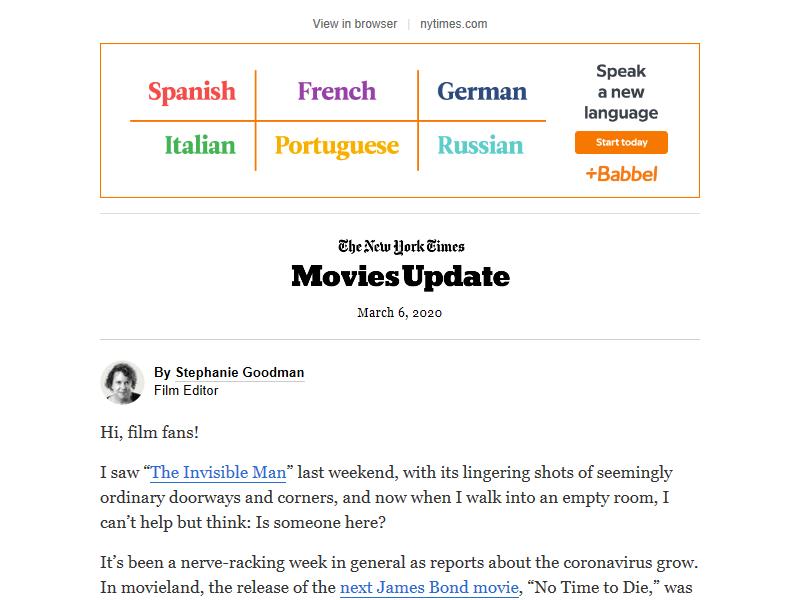 View in browser | nytimes.com
Spanish French German
Italian Portuguese Russian
Speak
a new
language
Start today
+Babbel
The New York Times
Movies Update
March 6, 2020
By Stephanie Goodman
Film Editor
Hi, film fans!
I saw “The Invisible Man” last weekend, with its lingering shots of seemingly
ordinary doorways and corners, and now when I walk into an empty room, I
can’t help but think: Is someone here?
It’s been a nerve-racking week in general as reports about the coronavirus grow.
In movieland, the release of the next James Bond movie, “No Time to Die,” was